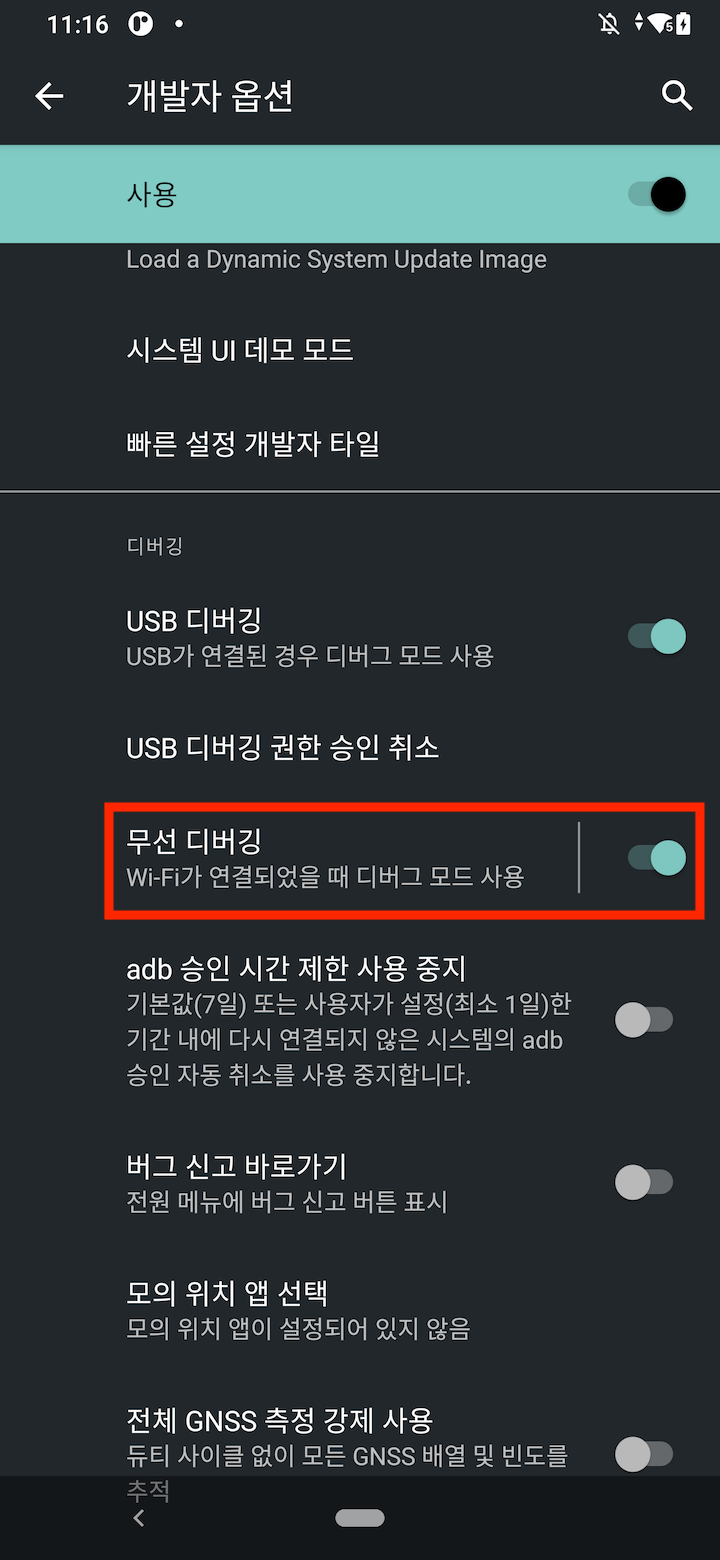 11:16
5
개발자 옵션
사용
Load a Dynamic System Update Image
시스템 UI 데모 모드
빠른 설정 개발자 타일
디버깅
USB 디버깅
USB가 연결된 경우 디버그 모드 사용
USB 디버깅 권한 승인 취소
무선 디버깅
Wi-Fi가 연결되었을 때 디버그 모드 사용
adb 승인 시간 제한 사용 중지
기본값(7일) 또는 사용자가 설정(최소 1일)한
기간 내에 다시 연결되지 않은 시스템의 adb
승인 자동 취소를 사용 중지합니다.
버그 신고 바로가기
전원 메뉴에 버그 신고 버튼 표시
모의 위치 앱 선택
모의 위치 앱이 설정되어 있지 않음
전체 GNSS 측정 강제 사용
듀티 사이클 없이 모든 GNSS 배열 및 빈도를
추적